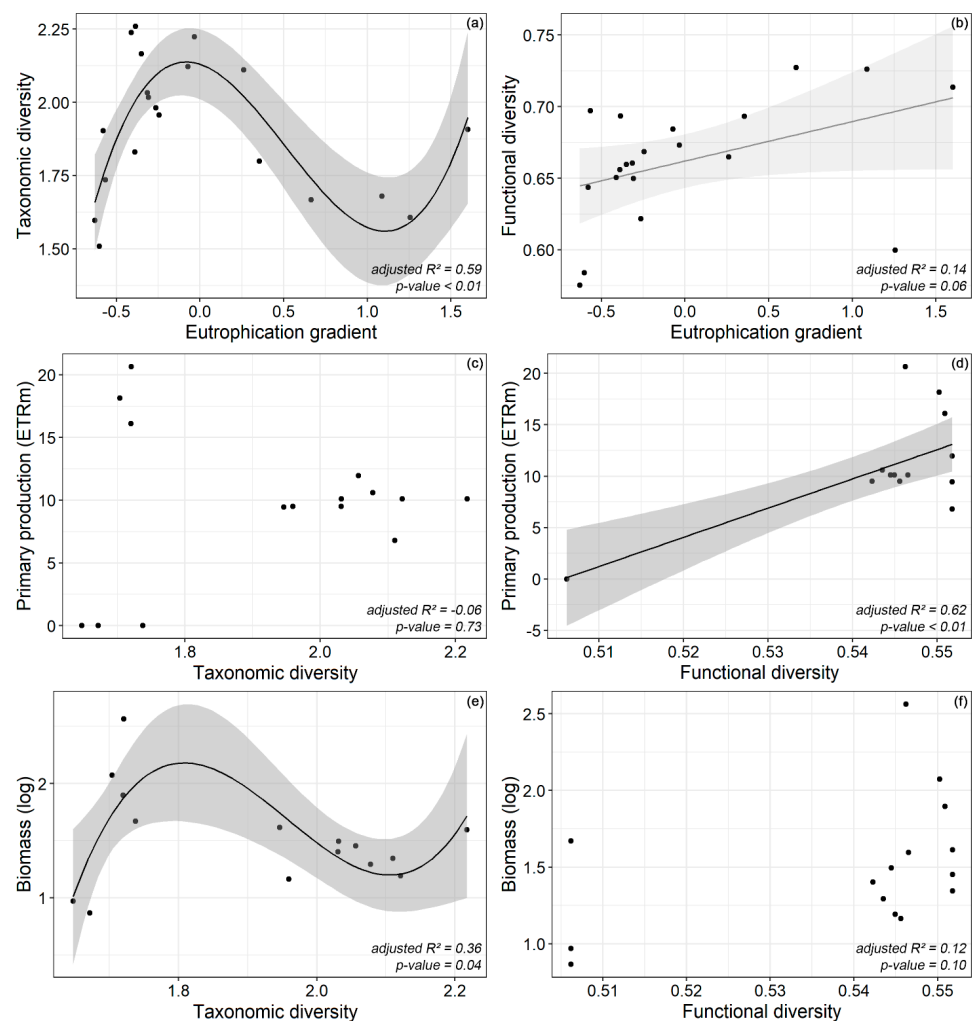 (a)
Taxonomic diversity
2.25
2.00
1.75
1.50
adjusted R² = 0.59
p-value < 0.01
-0.5
0.0
0.5
1.0
1.5
Eutrophication gradient
(b)
Functional diversity
0.75
0.70
0.65
0.60
adjusted R² = 0.14
p-value = 0.06
-0.5
0.0
0.5
1.0
1.5
Eutrophication gradient
(c)
Primary production (ETRm)
20
15
10
5
0
adjusted R² = -0.06
p-value = 0.73
1.8
2.0
2.2
Taxonomic diversity
(d)
Primary production (ETRm)
20
15
10
5
0
-5
adjusted R² = 0.62
p-value < 0.01
0.51
0.52
0.53
0.54
0.55
Functional diversity
(e)
Biomass (log)
2
1
adjusted R² = 0.36
p-value = 0.04
1.8
2.0
2.2
Taxonomic diversity
(f)
Biomass (log)
2.5
2.0
1.5
1.0
adjusted R² = 0.12
p-value = 0.10
0.51
0.52
0.53
0.54
0.55
Functional diversity